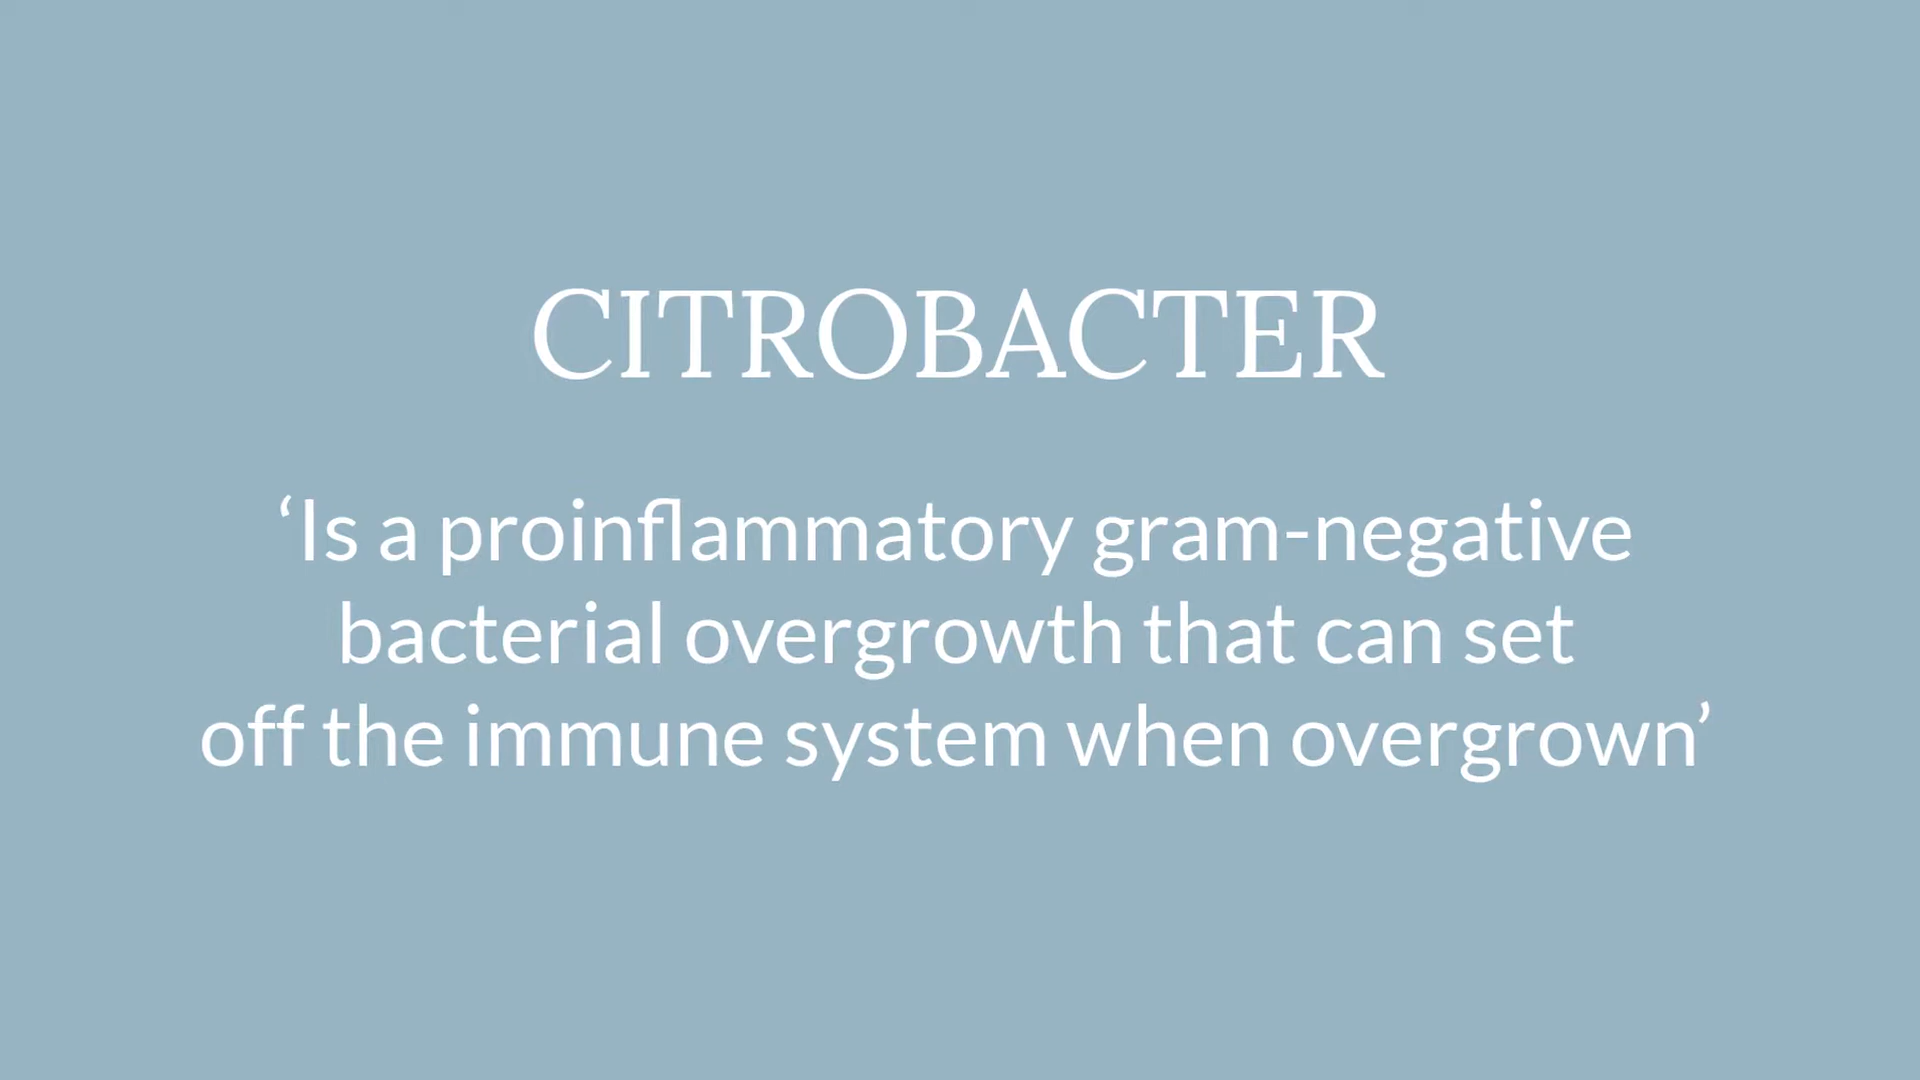 CITROBACTER
‘Is a proinflammatory gram-negative
bacterial overgrowth that can set
off the immune system when overgrown’